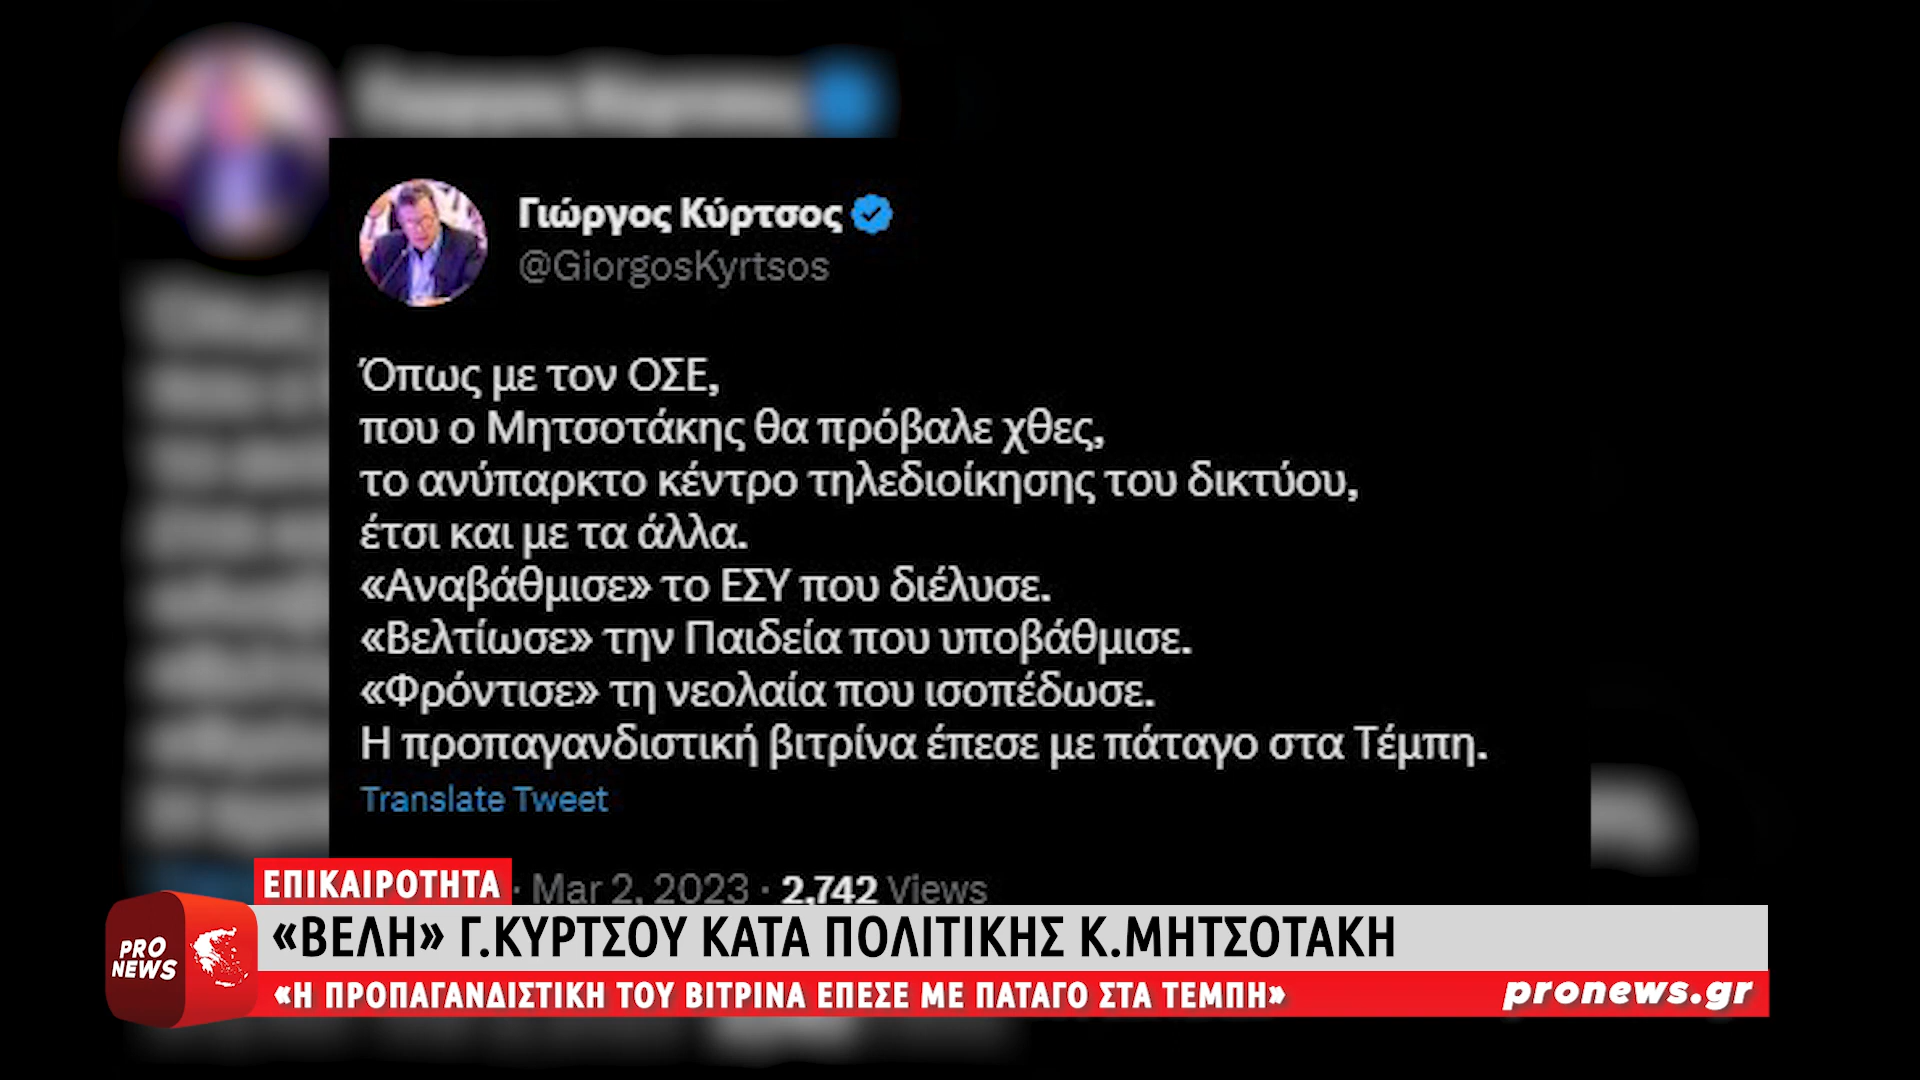 Γιώργος Κύρτσος
@GiorgosKyrtsos
Όπως με τον ΟΣΕ,
που ο Μητσοτάκης θα πρόβαλε χθες,
το ανύπαρκτο κέντρο τηλεδιοίκησης του δικτύου,
έτσι και με τα άλλα.
«Αναβάθμισε» το ΕΣΥ που διέλυσε.
«Βελτίωσε» την Παιδεία που υποβάθμισε.
«Φρόντισε» τη νεολαία που ισοπέδωσε.
Η προπαγανδιστική βιτρίνα έπεσε με πάταγο στα Τέμπη.
Translate Tweet
· Mar 2, 2023 · 2,742 Views
ΕΠΙΚΑΙΡΟΤΗΤΑ
«ΒΕΛΗ» Γ.ΚΥΡΤΣΟΥ ΚΑΤΑ ΠΟΛΙΤΙΚΗΣ Κ.ΜΗΤΣΟΤΑΚΗ
PRO
NEWS
«Η ΠΡΟΠΑΓΑΝΔΙΣΤΙΚΗ ΤΟΥ ΒΙΤΡΙΝΑ ΕΠΕΣΕ ΜΕ ΠΑΤΑΓΟ ΣΤΑ ΤΕΜΠΗ»
pronews.gr